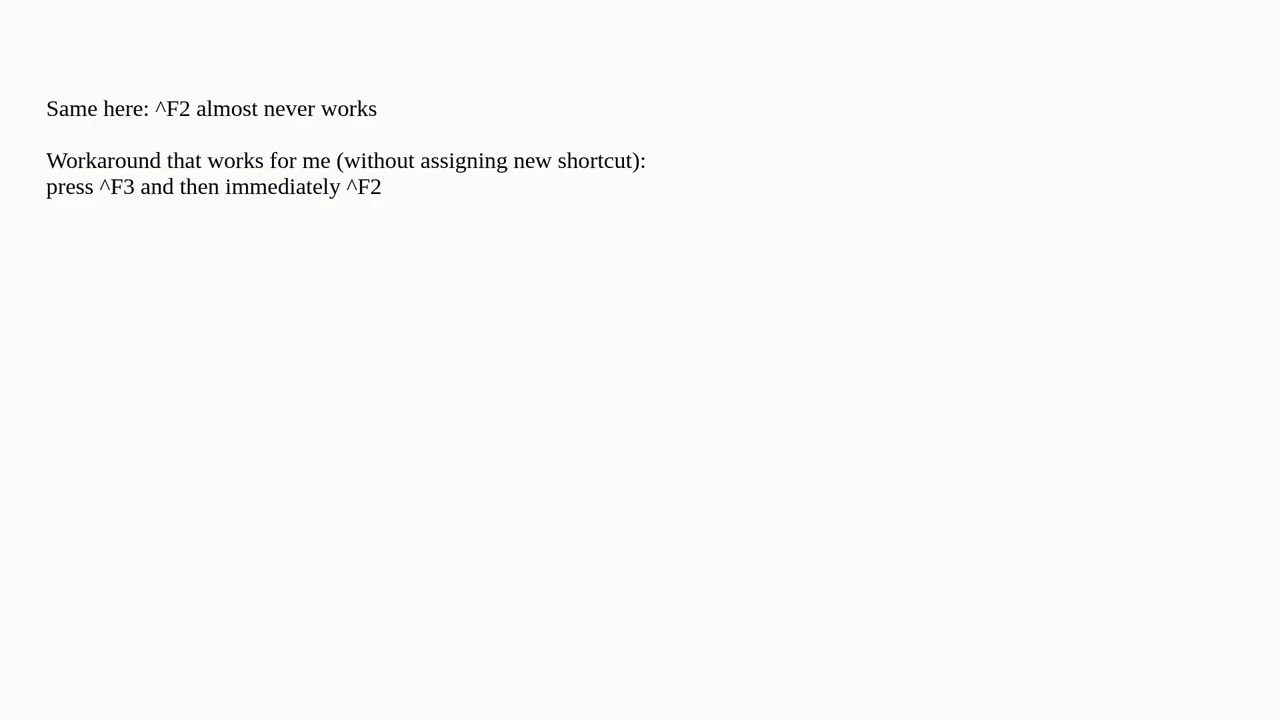 Same here: ^F2 almost never works
Workaround that works for me (without assigning new shortcut):
press ^F3 and then immediately ^F2